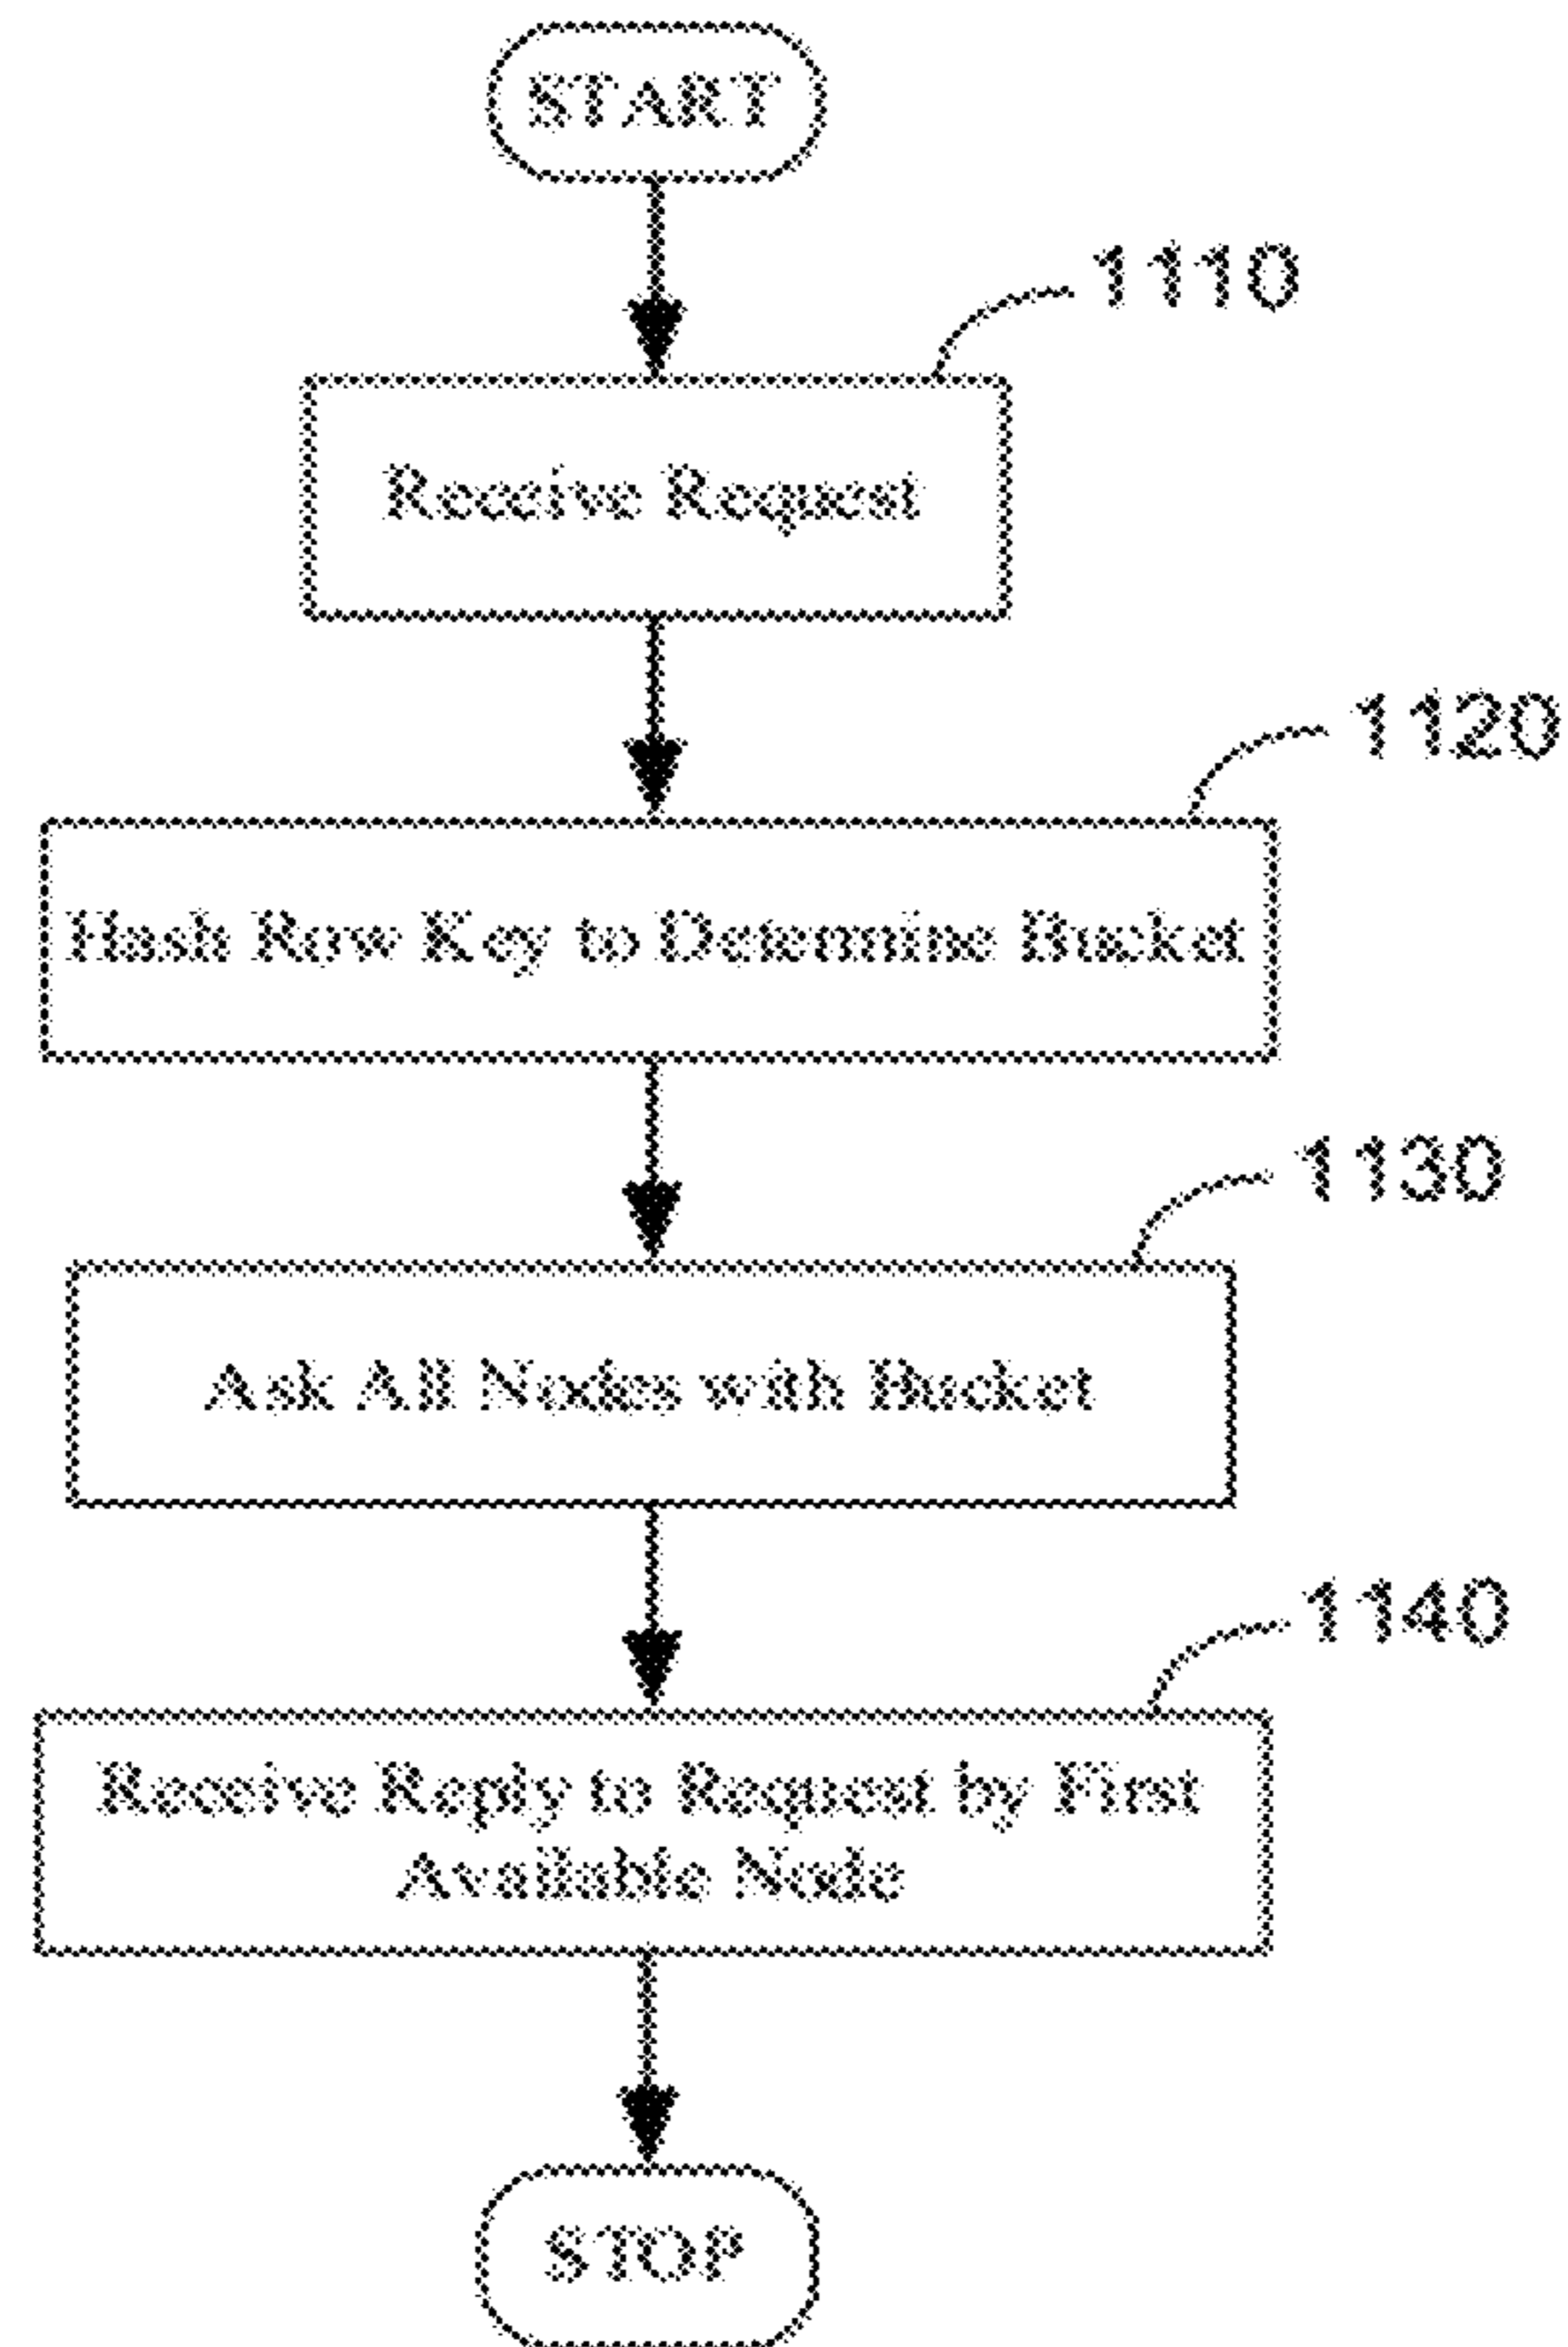 START
1110
Receive Request
1120
Hash Row Key to Determine Bucket
1130
Ask All Nodes with Bucket
1140
Receive Reply to Request by First
Available Node
STOP